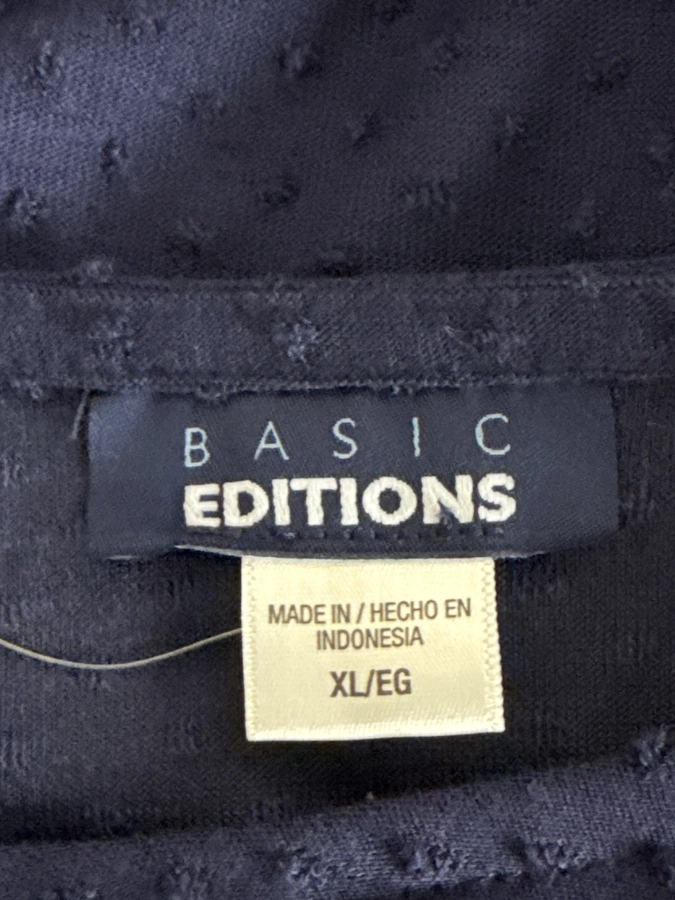 BASIC
EDITIONS
MADE IN / HECHO EN
INDONESIA
XL/EG